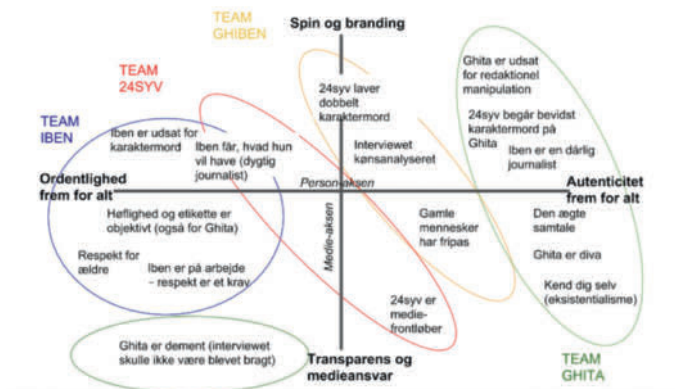 TEAM
GHIBEN
Spin og branding
TEAM
24SYV
TEAM
IBEN
24syv laver
dobbelt
karaktermord
Ghita er udsat
for redaktionel
manipulation
24syv begår bevidst
karaktermord på
Ghita
Iben er en dårlig
journalist
Iben er udsat for
karaktermord
Iben får, hvad hun
vil have (dygtig
journalist)
Interviewet
kønsanalyseret
Ordentlighed
frem for alt
Person-aksen
Autenticitet
frem for alt
Medie-aksen
Høflighed og etikette er
objektivt (også for Ghita)
Respekt for
ældre
Iben er på arbejde
- respekt er et krav
Gamle
mennesker
har fripas
Den ægte
samtale
Ghita er diva
Kend dig selv
(eksistentialisme)
24syv er
medie-
frontløber
Ghita er dement (interviewet
skulle ikke være blevet bragt)
Transparens og
medieansvar
TEAM
GHITA